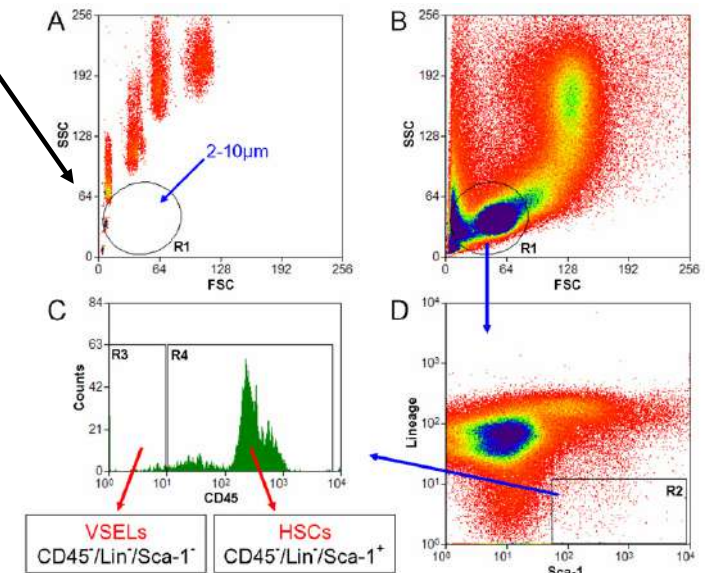 A
256
192
128
64
0
SSC
2-10µm
R1
0 64 128 192 256
FSC
B
256
192
128
64
0
SSC
R1
0 64 128 192 256
FSC
C
84
63
42
21
0
Counts
R3
R4
10⁰ 10¹ 10² 10³ 10⁴
CD45
D
10⁴
10³
10²
10¹
10⁰
Lineage
R2
10⁰ 10¹ 10² 10³ 10⁴
Sca-1
VSELs
CD45⁻/Lin⁻/Sca-1⁻
HSCs
CD45⁻/Lin⁻/Sca-1⁺